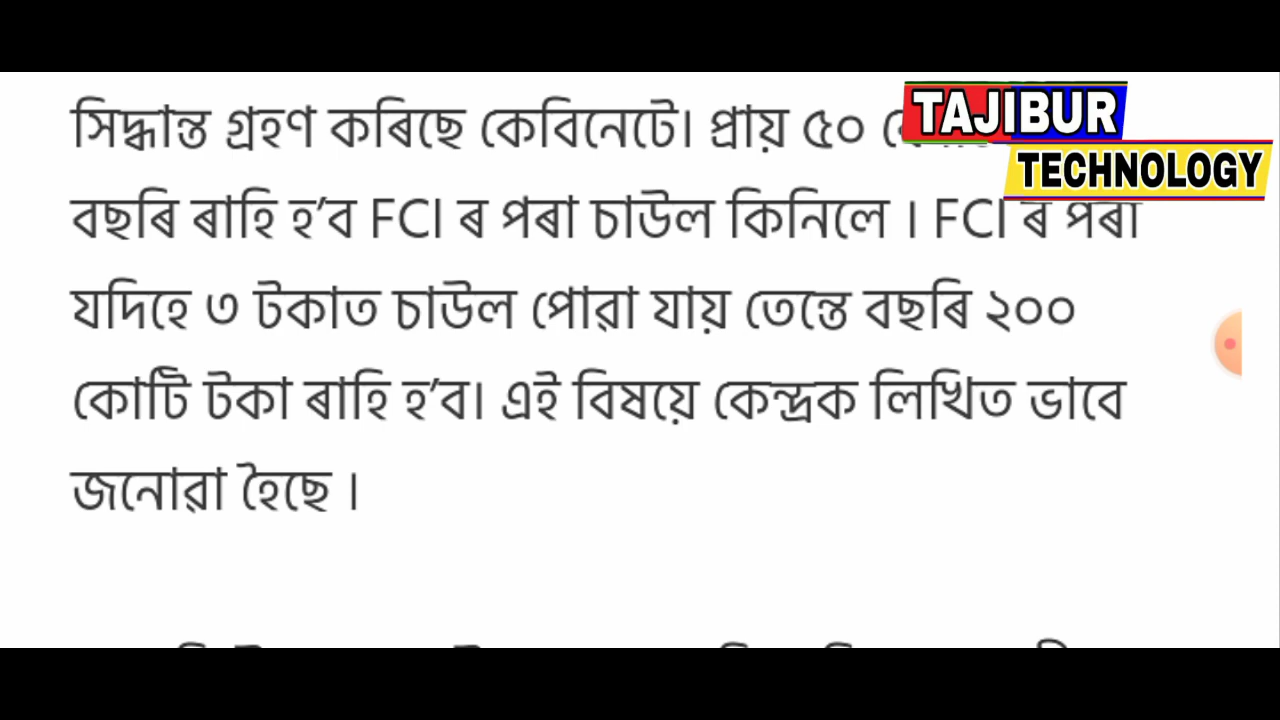 TAJIBUR
TECHNOLOGY
সিদ্ধান্ত গ্ৰহণ কৰিছে কেবিনেটে। প্ৰায় ৫০
বছৰি ৰাহি হ’ব FCI ৰ পৰা চাউল কিনিলে । FCI ৰ পৰা
যদিহে ৩ টকাত চাউল পোৱা যায় তেন্তে বছৰি ২০০
কোটি টকা ৰাহি হ’ব। এই বিষয়ে কেন্দ্ৰক লিখিত ভাবে
জনোৱা হৈছে ।